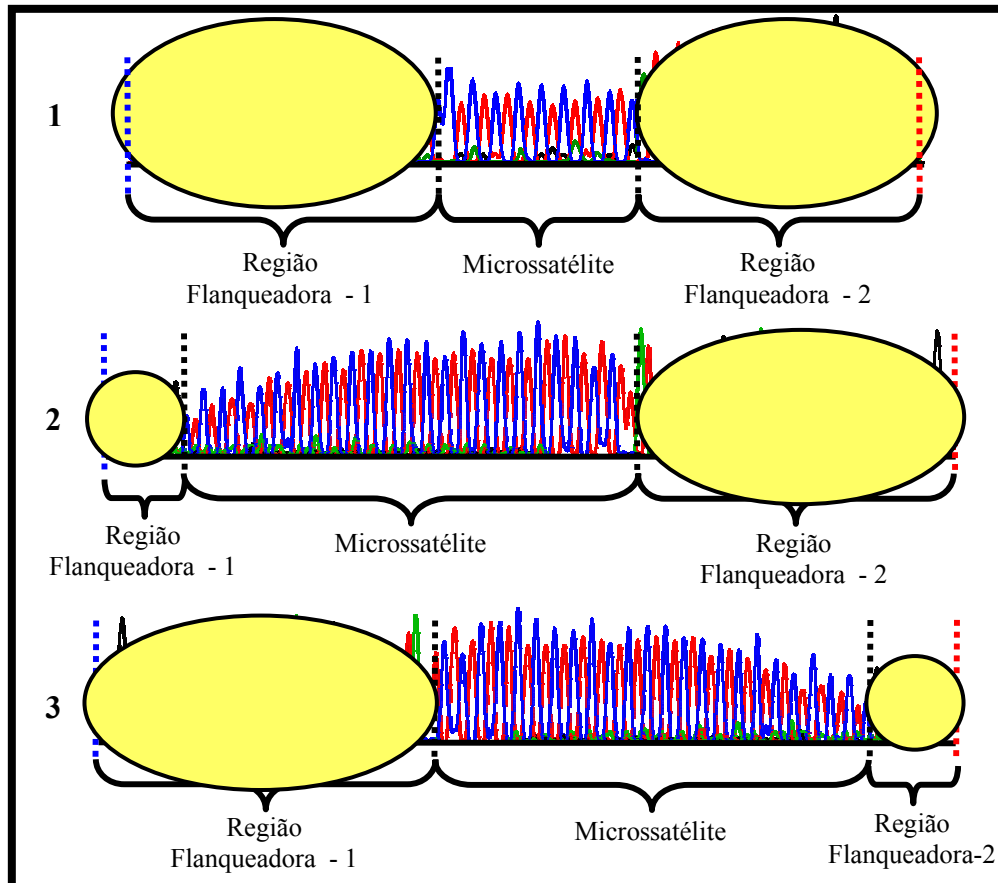 1
Região
Flanqueadora - 1
Microssatélite
Região
Flanqueadora - 2
2
Região
Flanqueadora - 1
Microssatélite
Região
Flanqueadora - 2
3
Região
Flanqueadora - 1
Microssatélite
Região
Flanqueadora-2